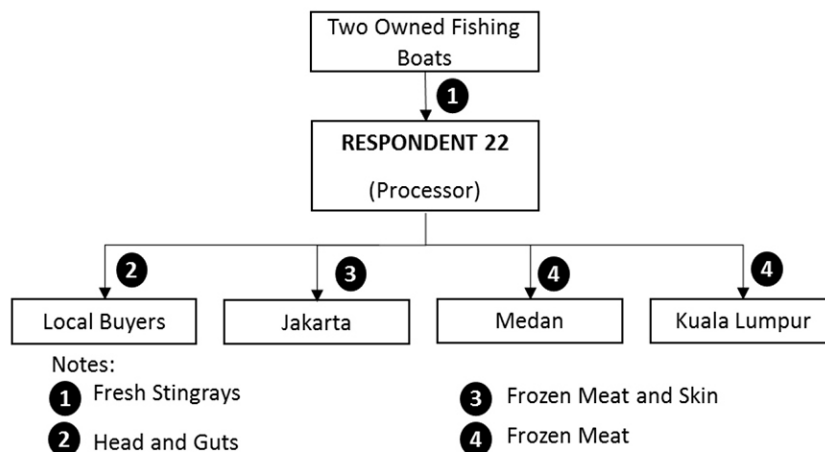 Two Owned Fishing
Boats
1
RESPONDENT 22
(Processor)
2
3
4
4
Local Buyers
Jakarta
Medan
Kuala Lumpur
Notes:
1 Fresh Stingrays
3 Frozen Meat and Skin
2 Head and Guts
4 Frozen Meat